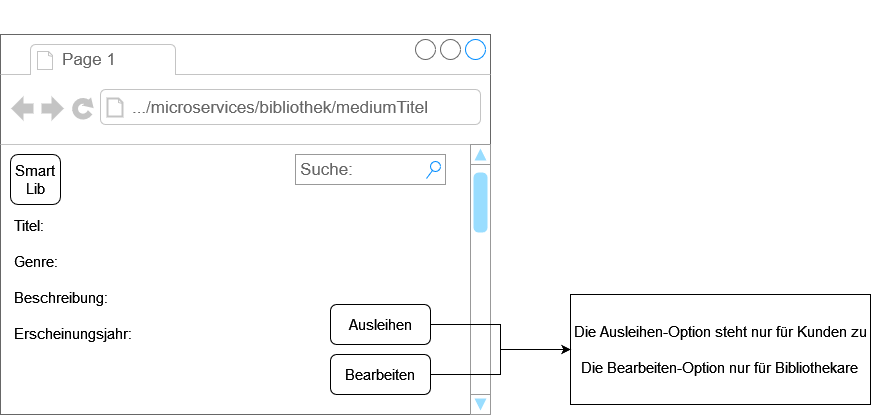 Page 1
.../microservices/bibliothek/mediumTitel
Smart
Lib
Suche:
Titel:
Genre:
Beschreibung:
Erscheinungsjahr:
Ausleihen
Bearbeiten
Die Ausleihen-Option steht nur für Kunden zu
Die Bearbeiten-Option nur für Bibliothekare